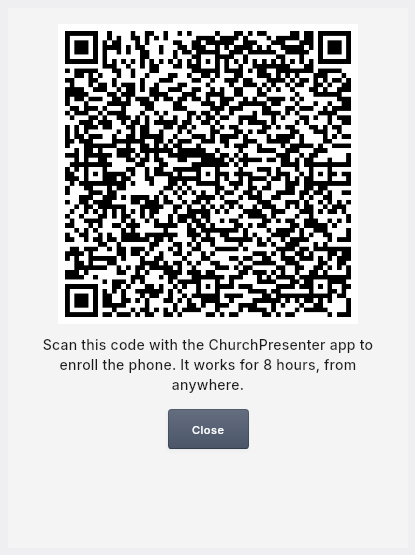 Scan this code with the ChurchPresenter app to
enroll the phone. It works for 8 hours, from
anywhere.
Close